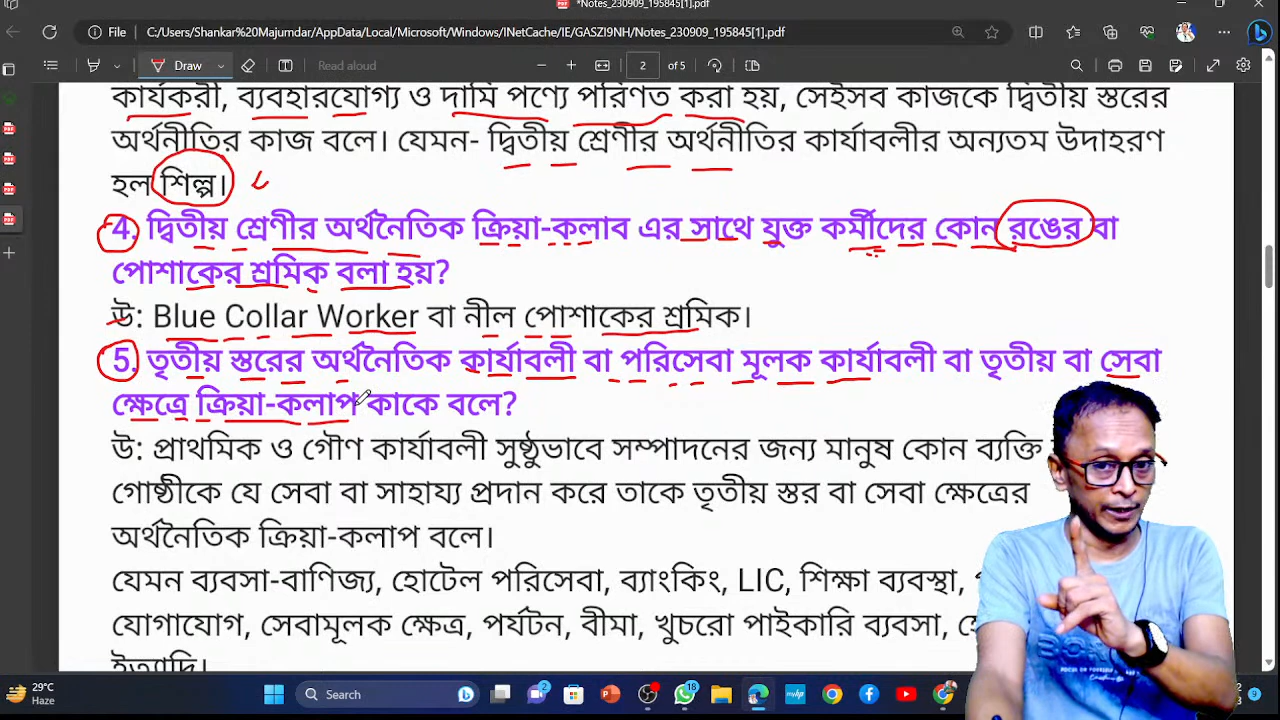 *Notes_230909_195845[1].pdf
File C:/Users/Shankar%20Majumdar/AppData/Local/Microsoft/Windows/INetCache/IE/GASZI9NH/Notes_230909_195845[1].pdf
Draw Read aloud 2 of 5
কার্যকরী, ব্যবহারযোগ্য ও দামি পণ্যে পরিণত করা হয়, সেইসব কাজকে দ্বিতীয় স্তরের
অর্থনীতির কাজ বলে। যেমন- দ্বিতীয় শ্রেণীর অর্থনীতির কার্যাবলীর অন্যতম উদাহরণ
হল শিল্প।
4. দ্বিতীয় শ্রেণীর অর্থনৈতিক ক্রিয়া-কলাব এর সাথে যুক্ত কর্মীদের কোন রঙের বা
পোশাকের শ্রমিক বলা হয়?
উ: Blue Collar Worker বা নীল পোশাকের শ্রমিক।
5. তৃতীয় স্তরের অর্থনৈতিক কার্যাবলী বা পরিসেবা মূলক কার্যাবলী বা তৃতীয় বা সেবা
ক্ষেত্রে ক্রিয়া-কলাপ কাকে বলে?
উ: প্রাথমিক ও গৌণ কার্যাবলী সুষ্ঠুভাবে সম্পাদনের জন্য মানুষ কোন ব্যক্তি
গোষ্ঠীকে যে সেবা বা সাহায্য প্রদান করে তাকে তৃতীয় স্তর বা সেবা ক্ষেত্রের
অর্থনৈতিক ক্রিয়া-কলাপ বলে।
যেমন ব্যবসা-বাণিজ্য, হোটেল পরিসেবা, ব্যাংকিং, LIC, শিক্ষা ব্যবস্থা,
যোগাযোগ, সেবামূলক ক্ষেত্র, পর্যটন, বীমা, খুচরো পাইকারি ব্যবসা,
ইত্যাদি।
29°C
Haze
Search
18